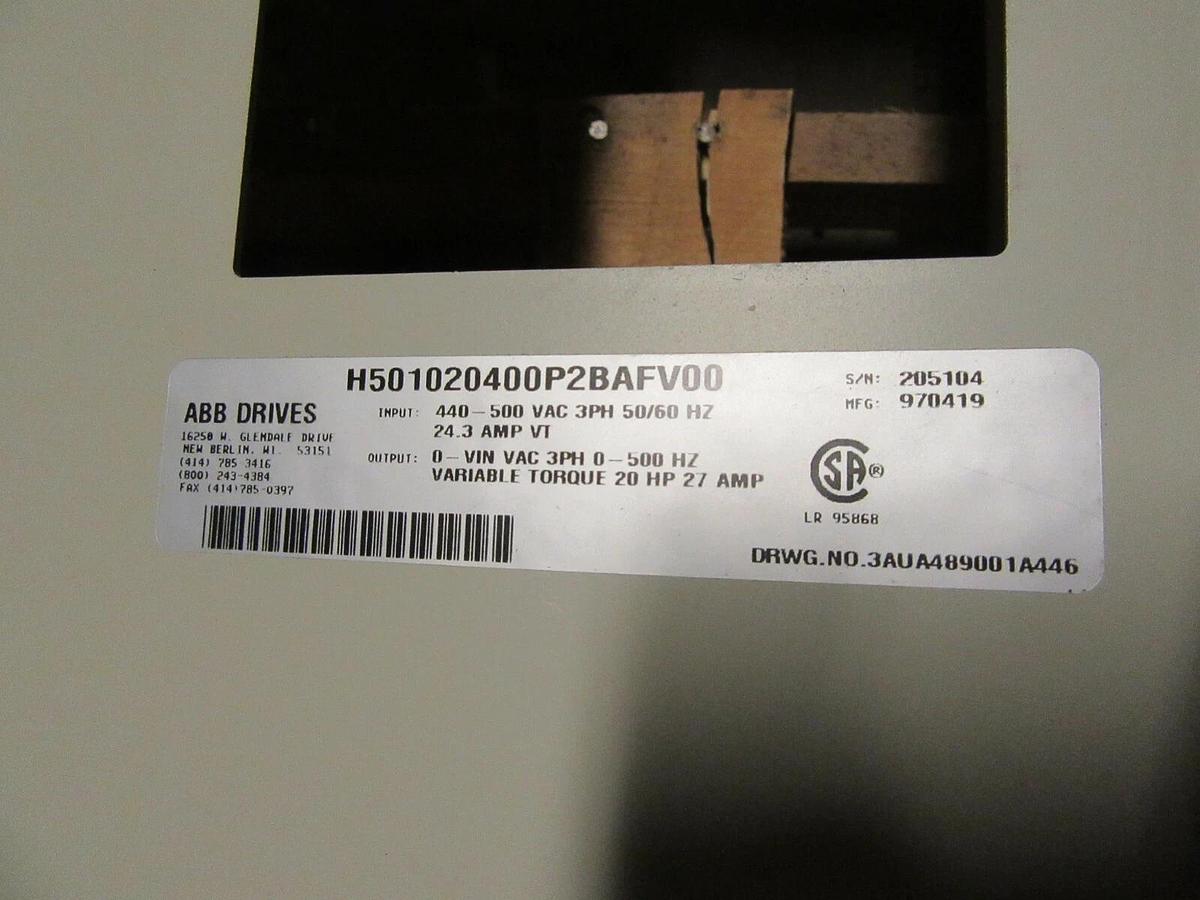 H501020400P2BAFV00
S/N: 205104
MFG: 970419
ABB DRIVES
16250 W. GLENDALE DRIVE
NEW BERLIN, WI. 53151
(414) 785 3416
(800) 243-4384
FAX (414)785-0397
INPUT: 440-500 VAC 3PH 50/60 HZ
24.3 AMP VT
OUTPUT: 0-VIN VAC 3PH 0-500 HZ
VARIABLE TORQUE 20 HP 27 AMP
SA®
LR 95868
DRWG.NO.3AUA489001A446